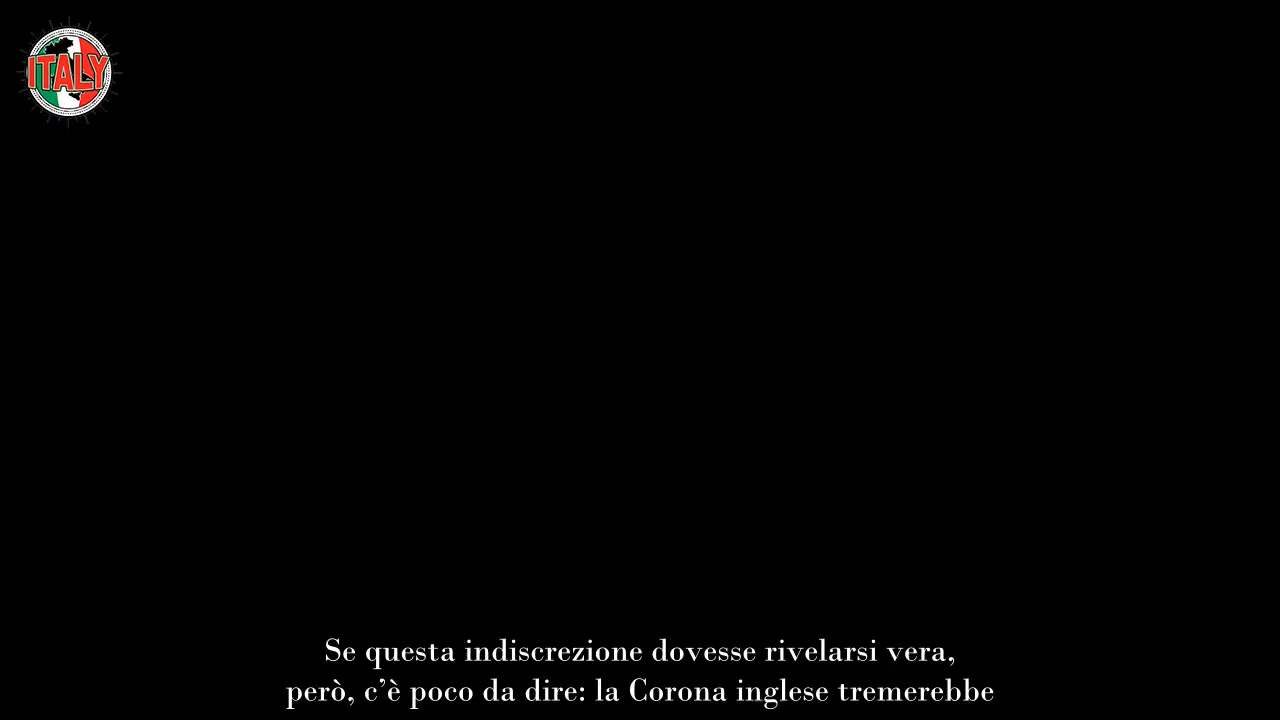 ITALY
Se questa indiscrezione dovesse rivelarsi vera,
però, c’è poco da dire: la Corona inglese tremerebbe